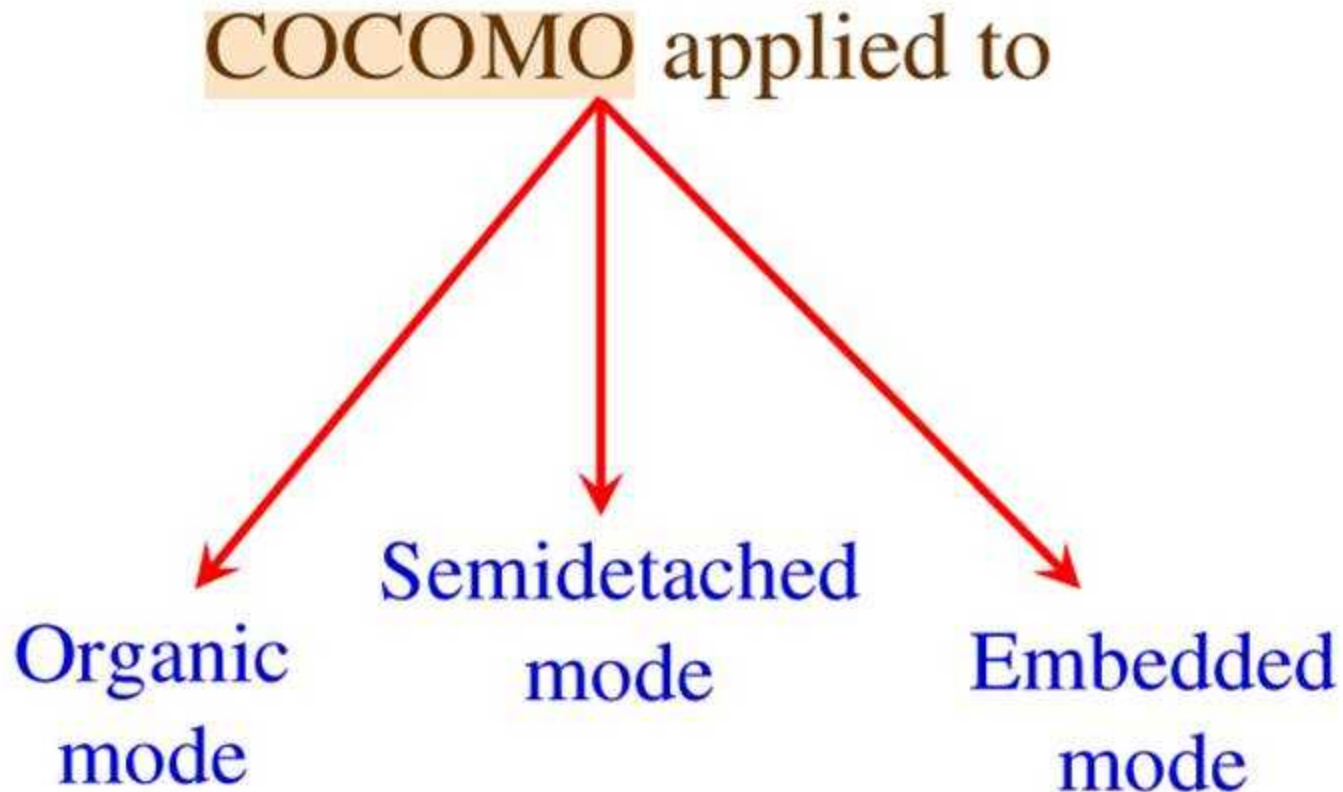 COCOMO applied to
Organic
mode
Semidetached
mode
Embedded
mode